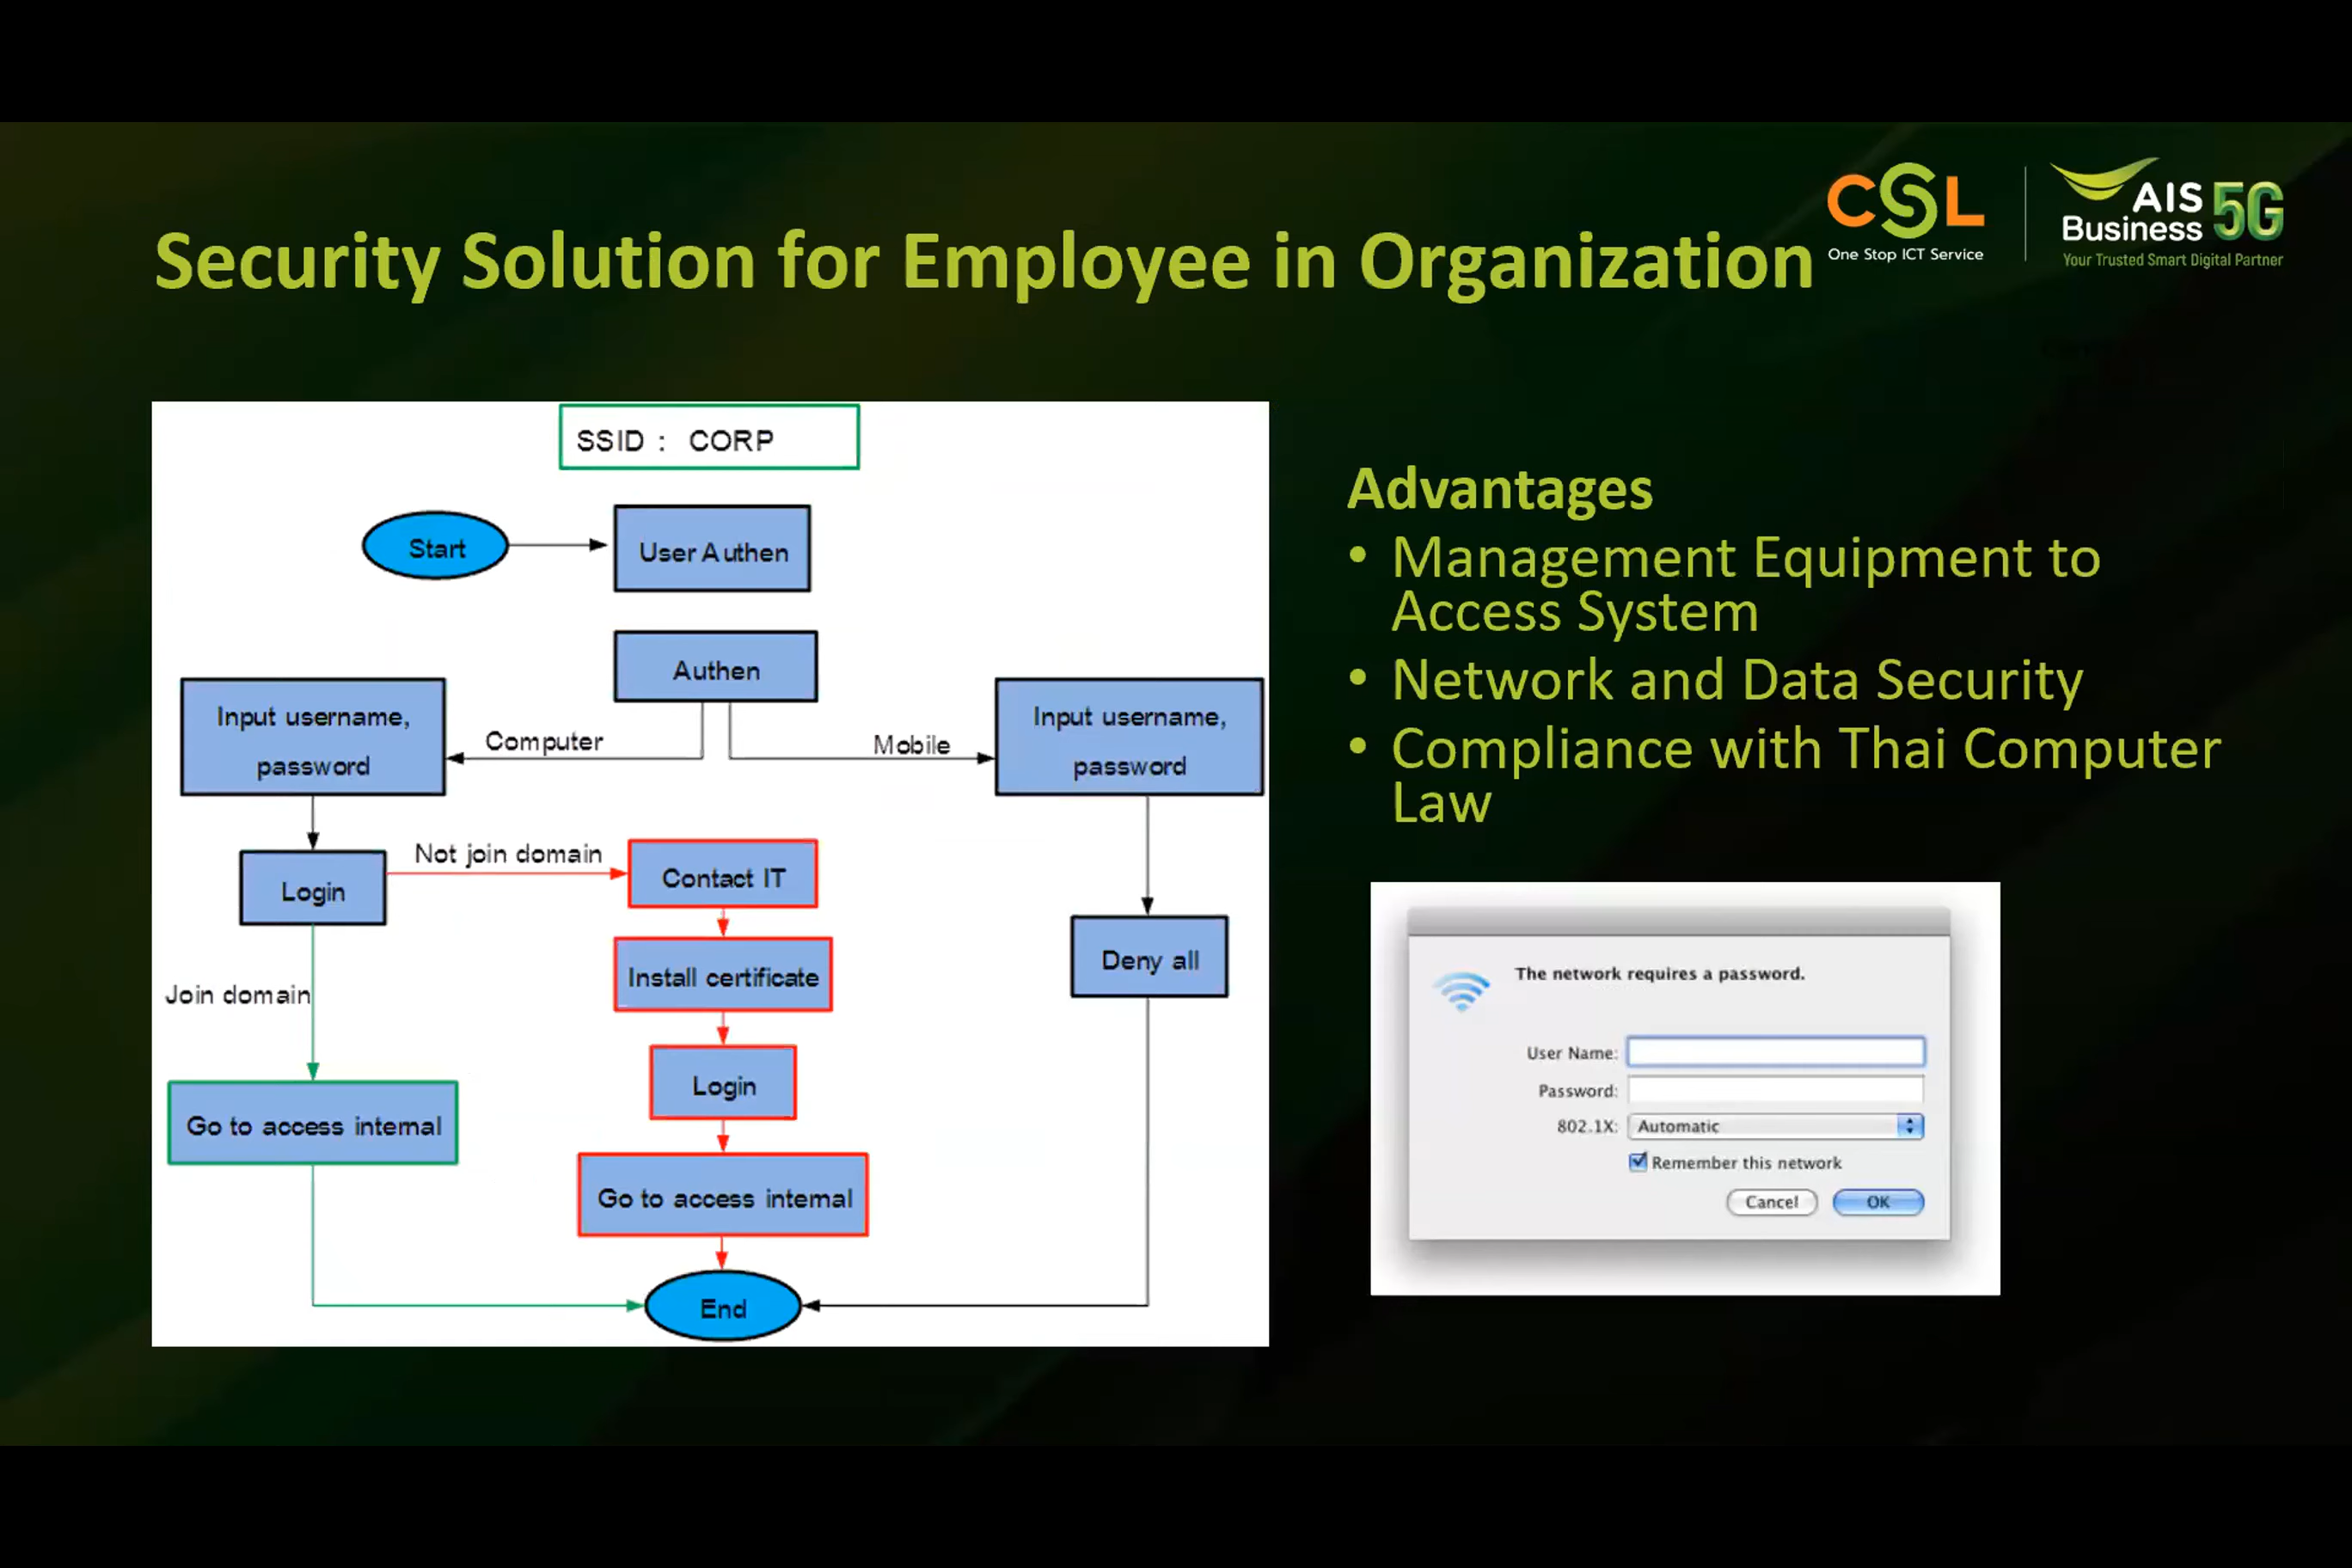 Security Solution for Employee in Organization
CSL
One Stop ICT Service
AIS
Business 5G
Your Trusted Smart Digital Partner
SSID : CORP
Start
User Authen
Authen
Input username,
password
Computer
Mobile
Input username,
password
Login
Not join domain
Contact IT
Install certificate
Deny all
Join domain
Login
Go to access internal
Go to access internal
End
Advantages
• Management Equipment to
Access System
• Network and Data Security
• Compliance with Thai Computer
Law
The network requires a password.
User Name:
Password:
802.1X: Automatic
Remember this network
Cancel OK